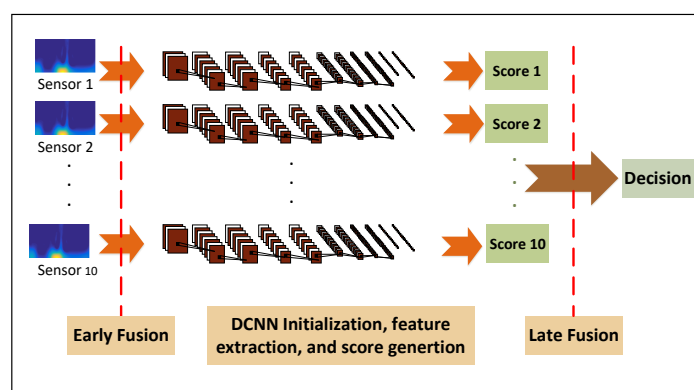 Sensor 1
Score 1
Sensor 2
Score 2
Decision
Sensor 10
Score 10
Early Fusion
DCNN Initialization, feature
extraction, and score genertion
Late Fusion